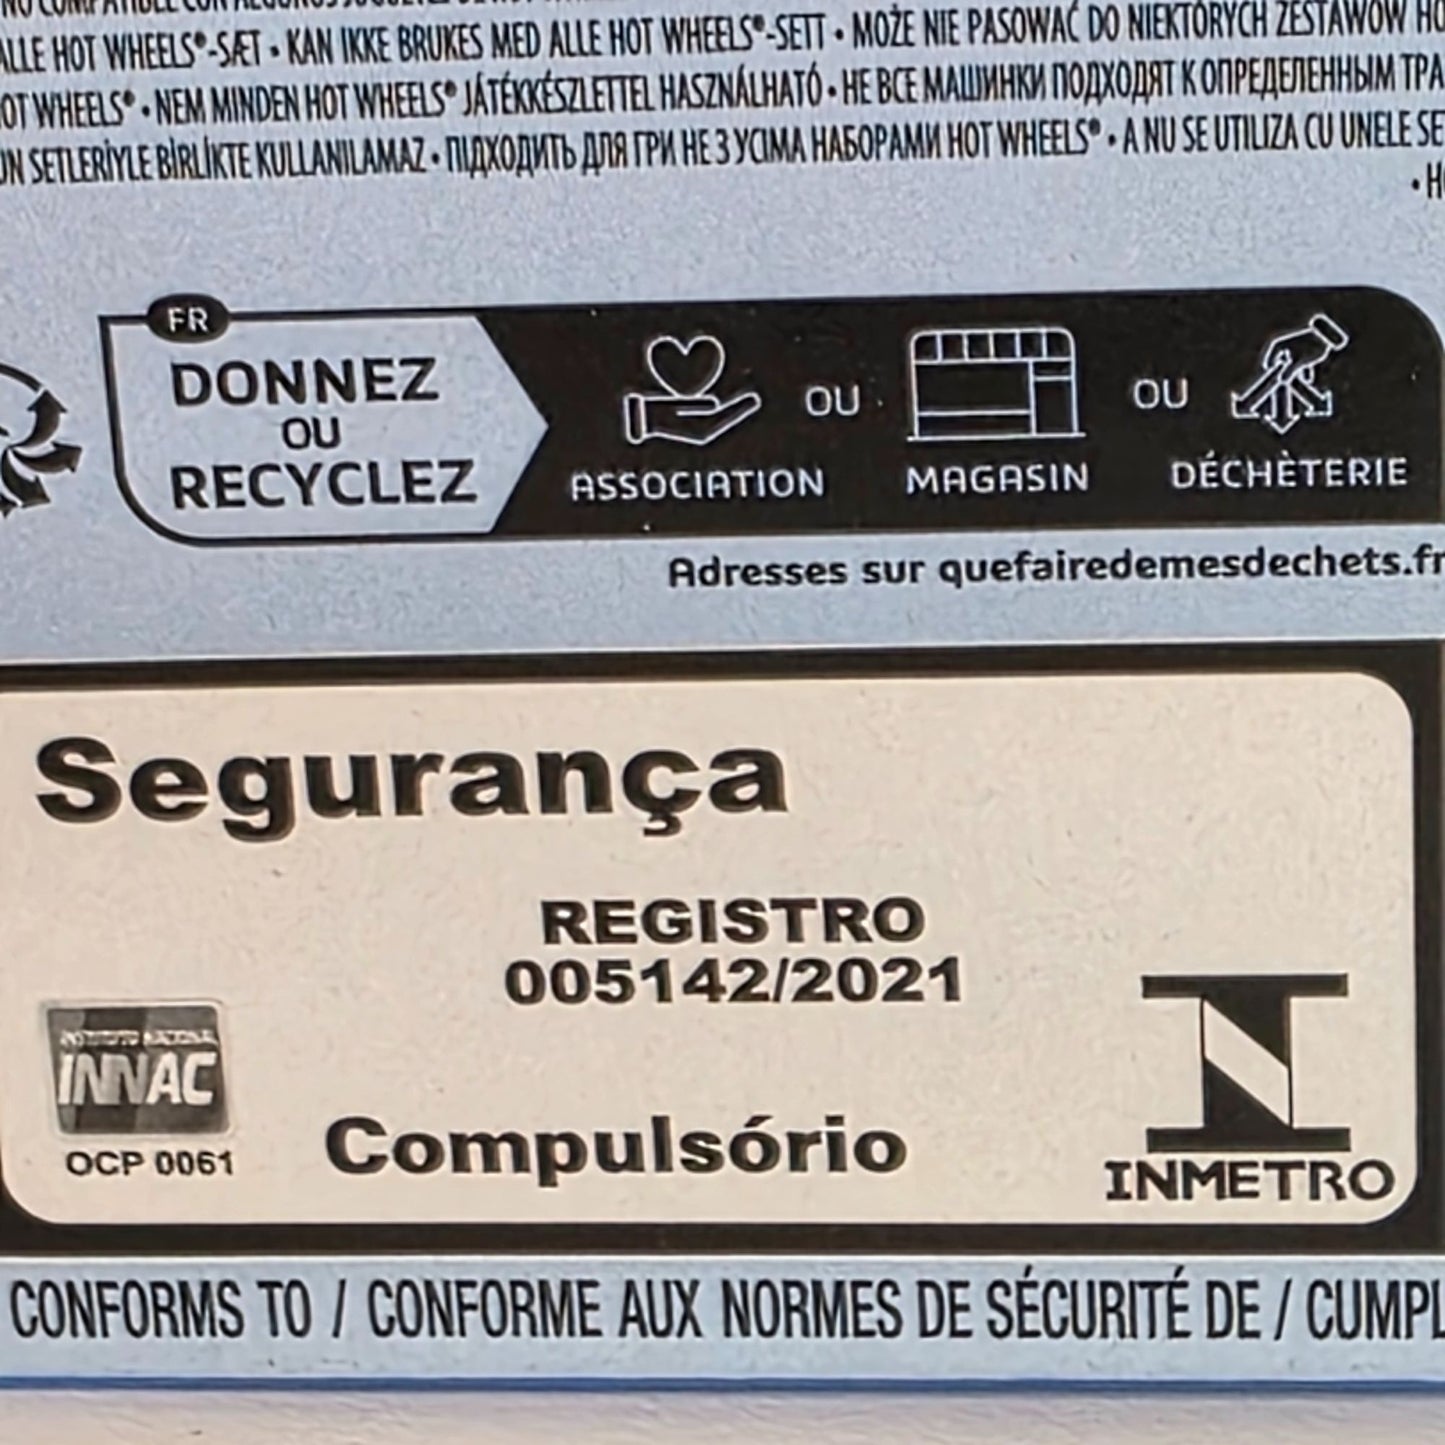 ALLE HOT WHEELS®-SÆT • KAN IKKE BRUKES MED ALLE HOT WHEELS®-SETT • MOŻE NIE PASOWAĆ DO NIEKTÓRYCH ZESTAWÓW HO
OT WHEELS® • NEM MINDEN HOT WHEELS® JÁTÉKKÉSZLETTEL HASZNÁLHATÓ • НЕ ВСЕ МАШИНКИ ПОДХОДЯТ К ОПРЕДЕЛЕННЫМ ТРА
UN SETLERİYLE BİRLİKTE KULLANILAMAZ • ПІДХОДИТЬ ДЛЯ ГРИ НЕ З УСІМА НАБОРАМИ HOT WHEELS® • A NU SE UTILIZA CU UNELE SE
• H
FR
DONNEZ
OU
RECYCLEZ
ASSOCIATION OU MAGASIN OU DÉCHÈTERIE
Adresses sur quefairedemesdechets.fr
Segurança
REGISTRO
005142/2021
INSTITUTO NACIONAL
INNAC
OCP 0061
Compulsório
INMETRO
CONFORMS TO / CONFORME AUX NORMES DE SÉCURITÉ DE / CUMPL